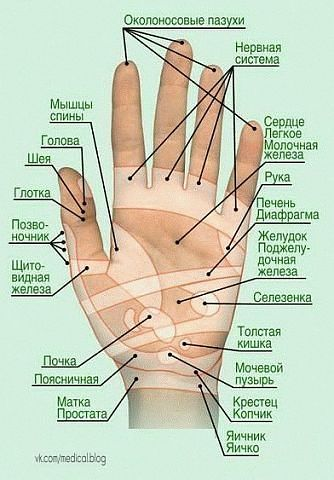 Околоносовые пазухи
Нервная
система
Мышцы
спины
Голова
Шея
Глотка
Позво-
ночник
Щито-
видная
железа
Сердце
Легкое
Молочная
железа
Рука
Печень
Диафрагма
Желудок
Поджелу-
дочная
железа
Селезенка
Почка
Поясничная
Матка
Простата
Толстая
кишка
Мочевой
пузырь
Крестец
Копчик
Яичник
Яичко
vk.com/medical.blog